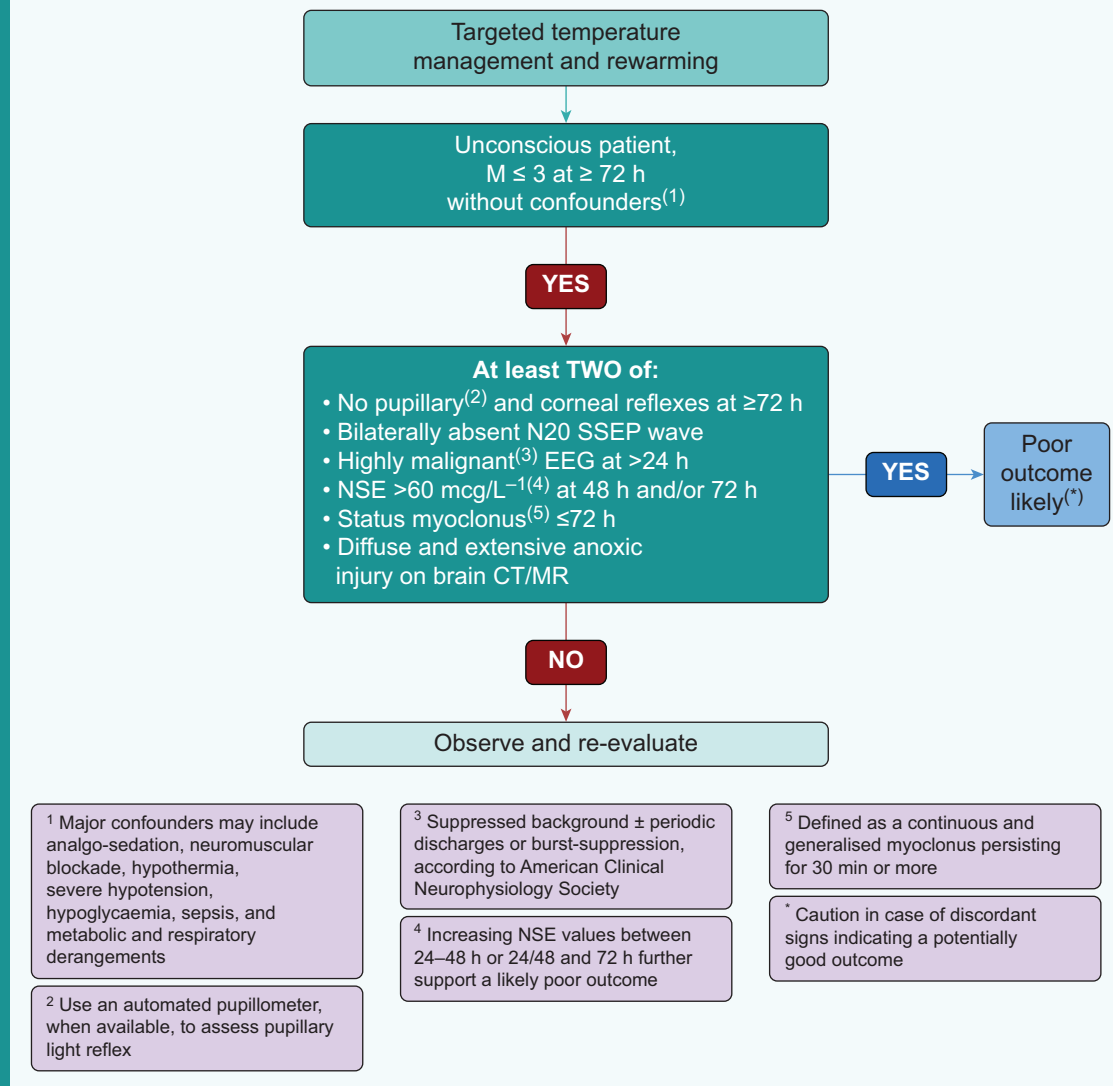 Targeted temperature
management and rewarming
Unconscious patient,
M ≤ 3 at ≥ 72 h
without confounders(1)
YES
At least TWO of:
• No pupillary(2) and corneal reflexes at ≥72 h
• Bilaterally absent N20 SSEP wave
• Highly malignant(3) EEG at >24 h
• NSE >60 mcg/L–1(4) at 48 h and/or 72 h
• Status myoclonus(5) ≤72 h
• Diffuse and extensive anoxic
injury on brain CT/MR
YES
Poor
outcome
likely(*)
NO
Observe and re-evaluate
1 Major confounders may include
analgo-sedation, neuromuscular
blockade, hypothermia,
severe hypotension,
hypoglycaemia, sepsis, and
metabolic and respiratory
derangements
2 Use an automated pupillometer,
when available, to assess pupillary
light reflex
3 Suppressed background ± periodic
discharges or burst-suppression,
according to American Clinical
Neurophysiology Society
4 Increasing NSE values between
24–48 h or 24/48 and 72 h further
support a likely poor outcome
5 Defined as a continuous and
generalised myoclonus persisting
for 30 min or more
* Caution in case of discordant
signs indicating a potentially
good outcome